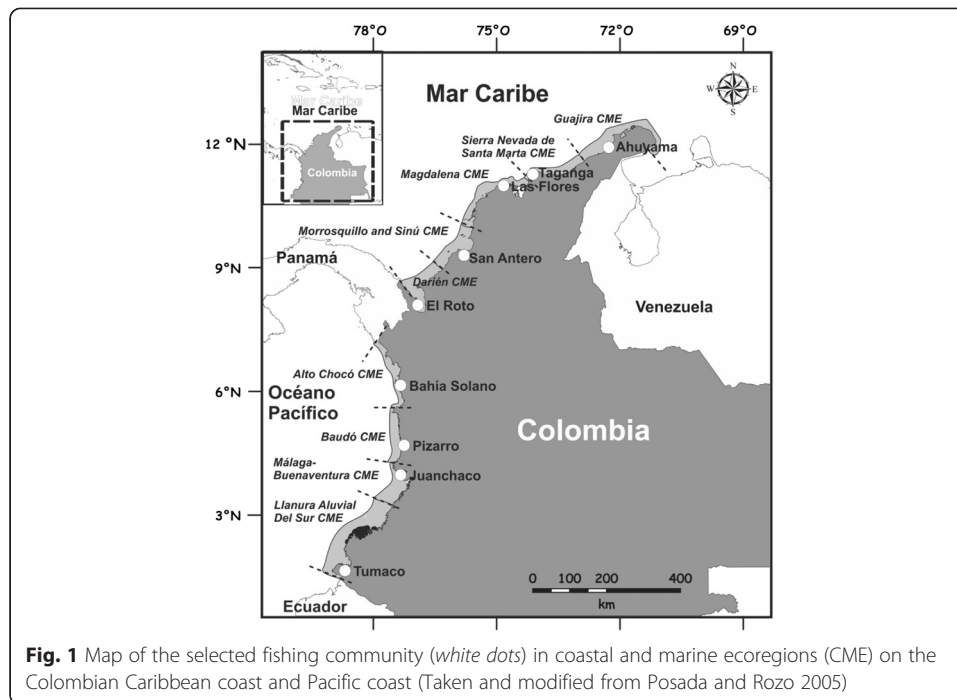 78°O 75°O 72°O 69°O
Mar Caribe
N
W E
S
Mar Caribe
Colombia
12 °N
9°N
6°N
3°N
Mar Caribe
Guajira CME
Ahuyama
Sierra Nevada de
Santa Marta CME
Taganga
Magdalena CME
Las Flores
Morrosquillo and Sinú CME
San Antero
Panamá
Darién CME
El Roto
Venezuela
Alto Chocó CME
Océano
Pacífico
Bahía Solano
Colombia
Baudó CME
Pizarro
Málaga-
Buenaventura CME
Juanchaco
Llanura Aluvial
Del Sur CME
Tumaco
Ecuador
0 100 200 400
km
Fig. 1 Map of the selected fishing community (white dots) in coastal and marine ecoregions (CME) on the
Colombian Caribbean coast and Pacific coast (Taken and modified from Posada and Rozo 2005)